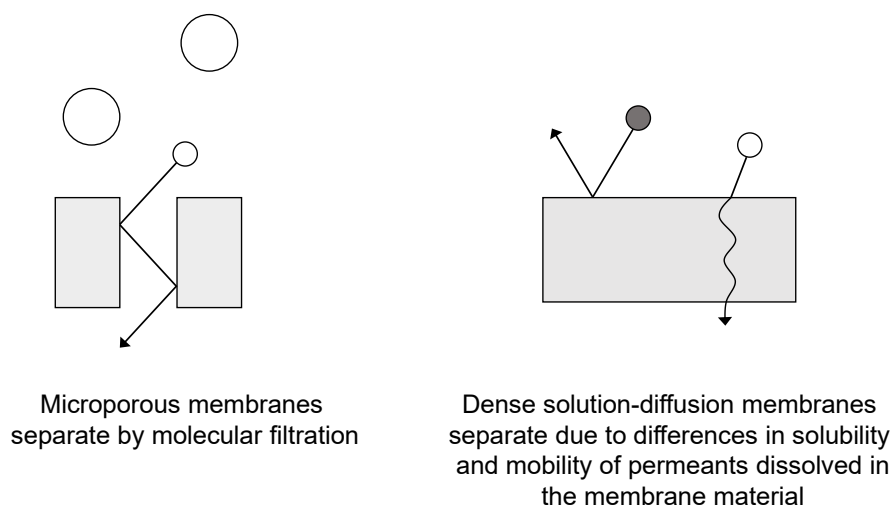 Microporous membranes
separate by molecular filtration
Dense solution-diffusion membranes
separate due to differences in solubility
and mobility of permeants dissolved in
the membrane material